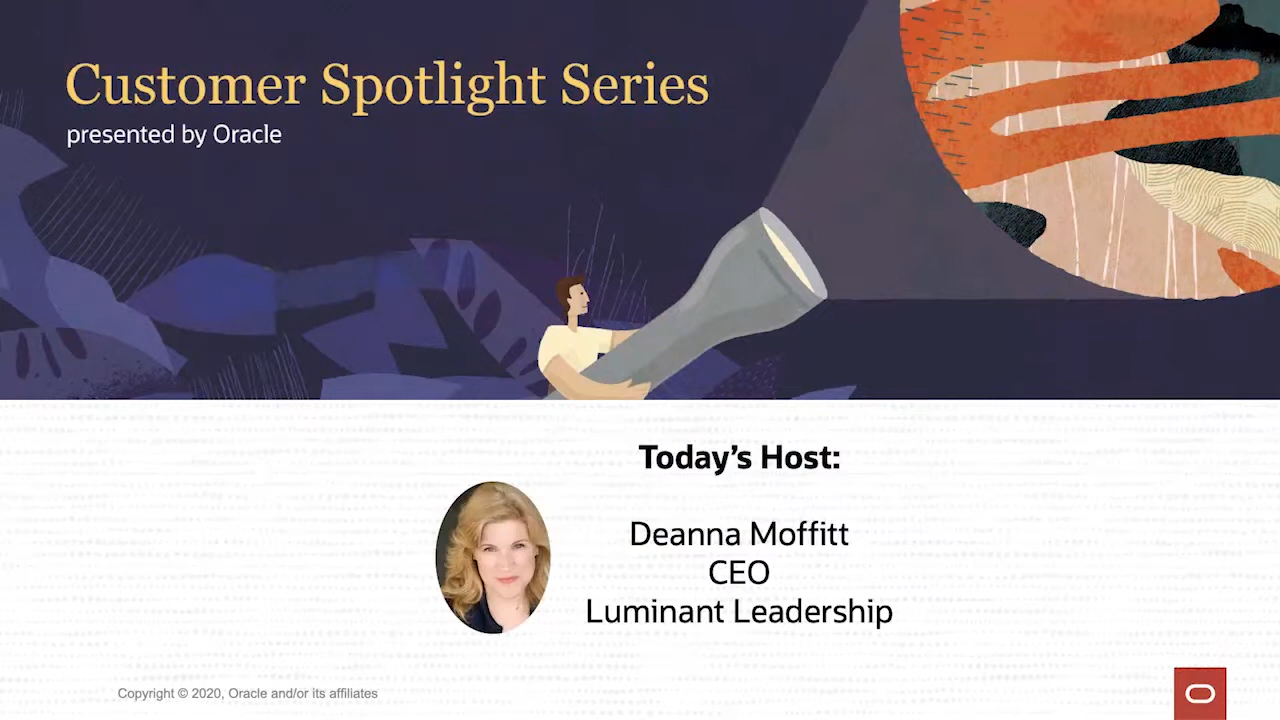 Customer Spotlight Series
presented by Oracle
Today's Host:
Deanna Moffitt
CEO
Luminant Leadership
Copyright © 2020, Oracle and/or its affiliates